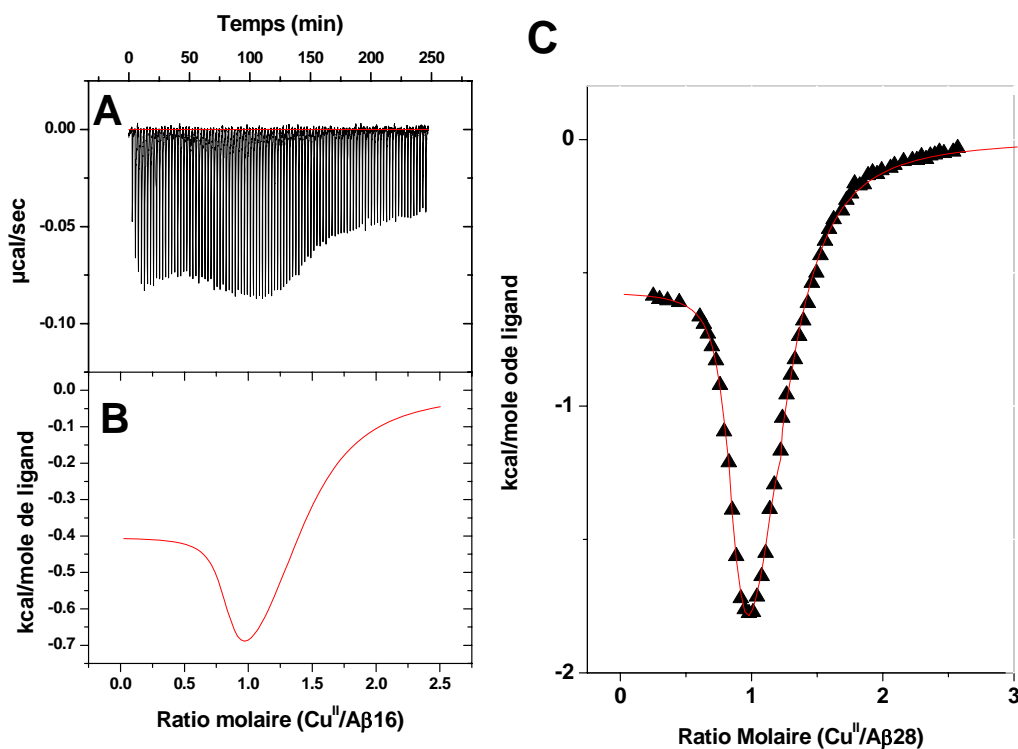 Temps (min)
0 50 100 150 200 250
A
0.00
-0.05
-0.10
µcal/sec
B
0.0
-0.1
-0.2
-0.3
-0.4
-0.5
-0.6
-0.7
kcal/mole de ligand
0.0 0.5 1.0 1.5 2.0 2.5
Ratio molaire (Cu^II/Aβ16)
C
0
-1
-2
kcal/mole ode ligand
0 1 2 3
Ratio Molaire (Cu^II/Aβ28)